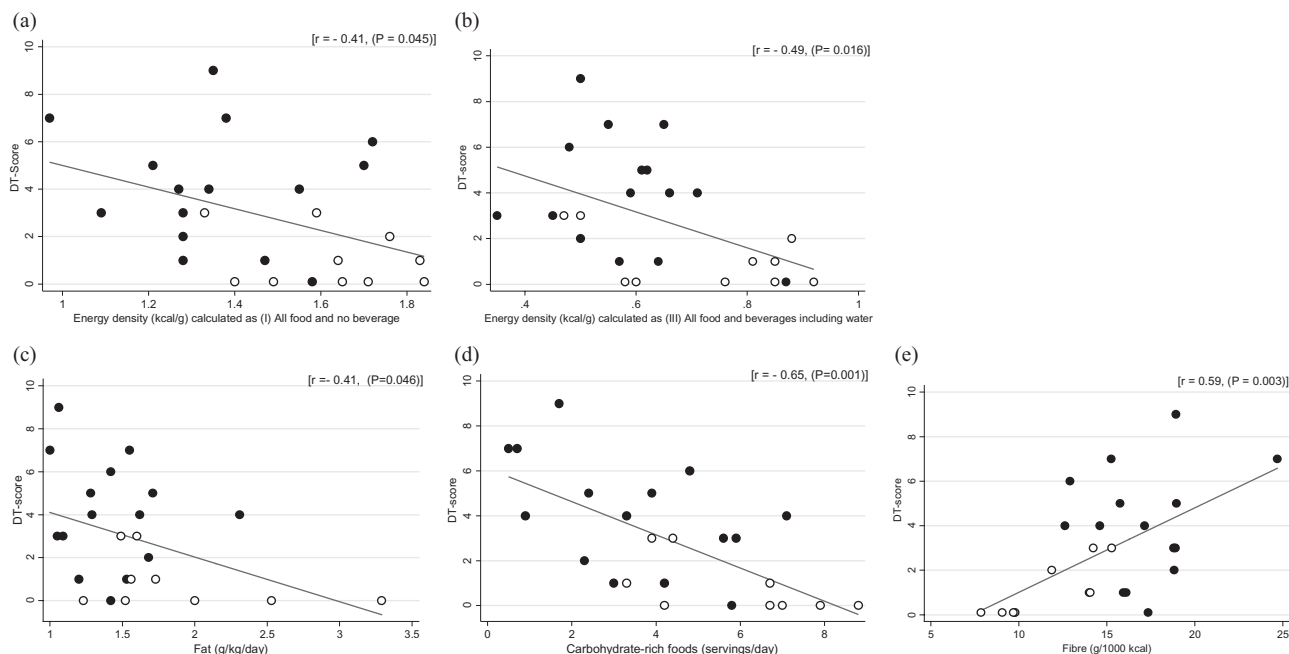 (a)
[r = - 0.41, (P = 0.045)]
10
8
6
4
2
0
DT-Score
1
1.2
1.4
1.6
1.8
Energy density (kcal/g) calculated as (I) All food and no beverage
(b)
[r = - 0.49, (P= 0.016)]
10
8
6
4
2
0
DT-score
.4
.6
.8
1
Energy density (kcal/g) calculated as (III) All food and beverages including water
(c)
[r =- 0.41, (P=0.046)]
10
8
6
4
2
0
DT-score
1
1.5
2
2.5
3
3.5
Fat (g/kg/day)
(d)
[r = - 0.65, (P=0.001)]
10
8
6
4
2
0
DT-score
0
2
4
6
8
Carbohydrate-rich foods (servings/day)
(e)
[r = 0.59, (P = 0.003)]
10
8
6
4
2
0
DT-score
5
10
15
20
25
Fibre (g/1000 kcal)